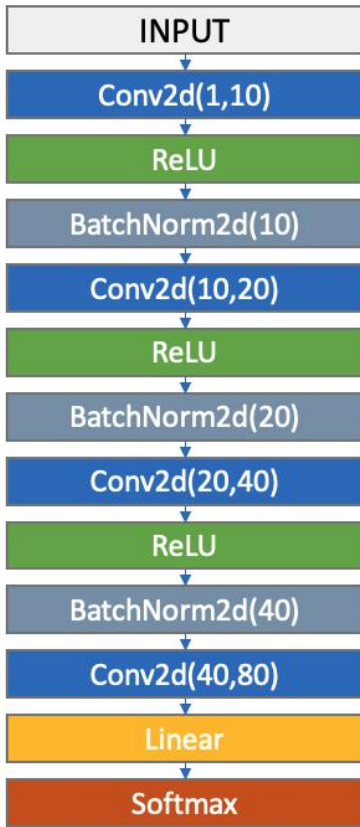 INPUT
Conv2d(1,10)
ReLU
BatchNorm2d(10)
Conv2d(10,20)
ReLU
BatchNorm2d(20)
Conv2d(20,40)
ReLU
BatchNorm2d(40)
Conv2d(40,80)
Linear
Softmax